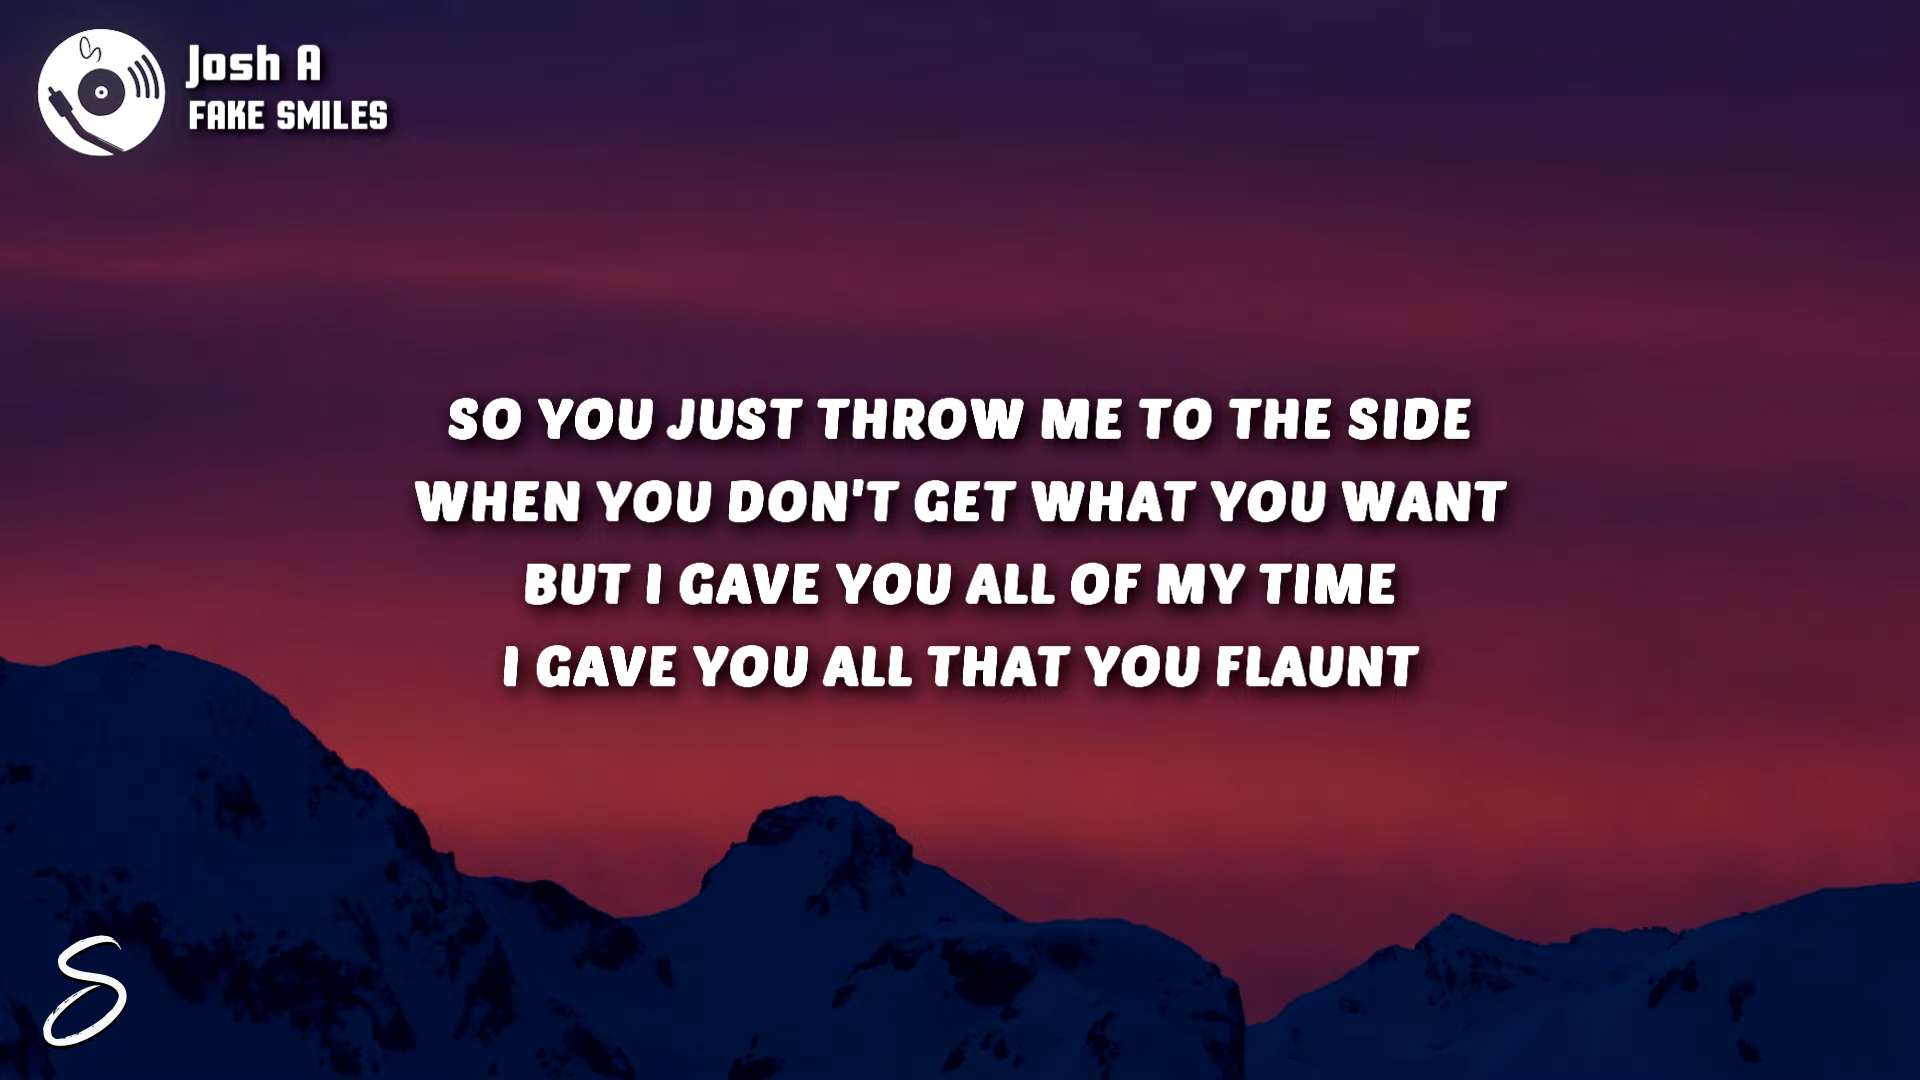 Josh A
FAKE SMILES
SO YOU JUST THROW ME TO THE SIDE
WHEN YOU DON'T GET WHAT YOU WANT
BUT I GAVE YOU ALL OF MY TIME
I GAVE YOU ALL THAT YOU FLAUNT
S